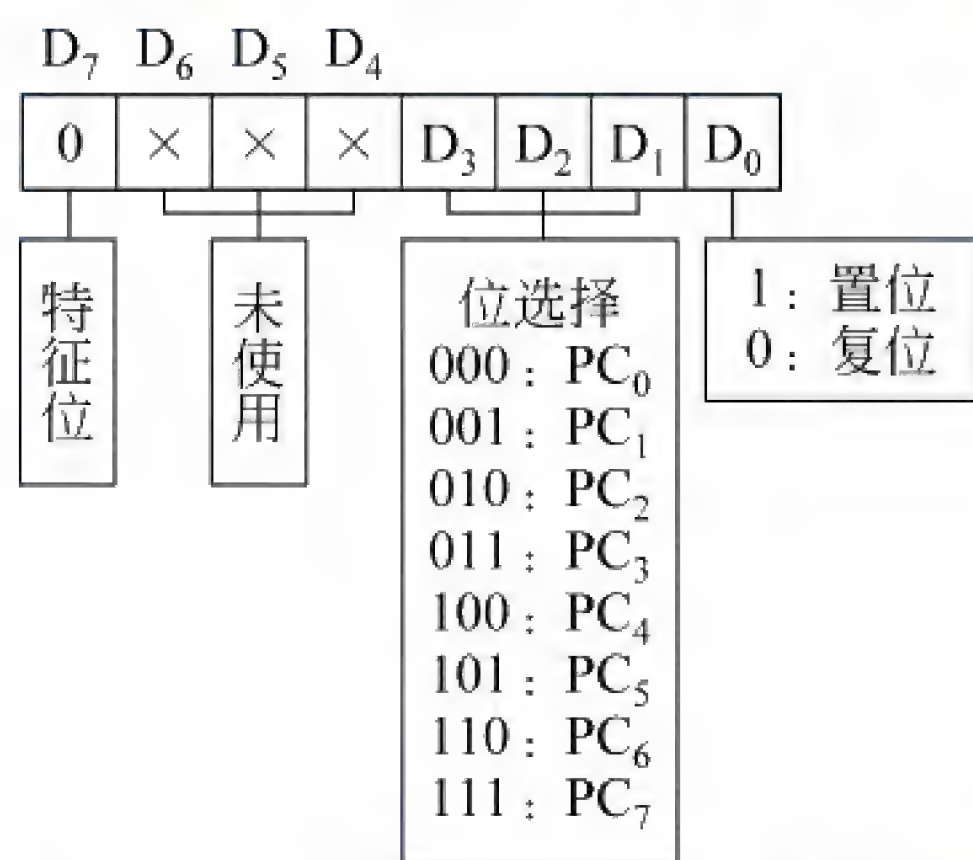 D₇ D₆ D₅ D₄
0 × × × D₃ D₂ D₁ D₀
特征位
未使用
位选择
000：PC₀
001：PC₁
010：PC₂
011：PC₃
100：PC₄
101：PC₅
110：PC₆
111：PC₇
1：置位
0：复位